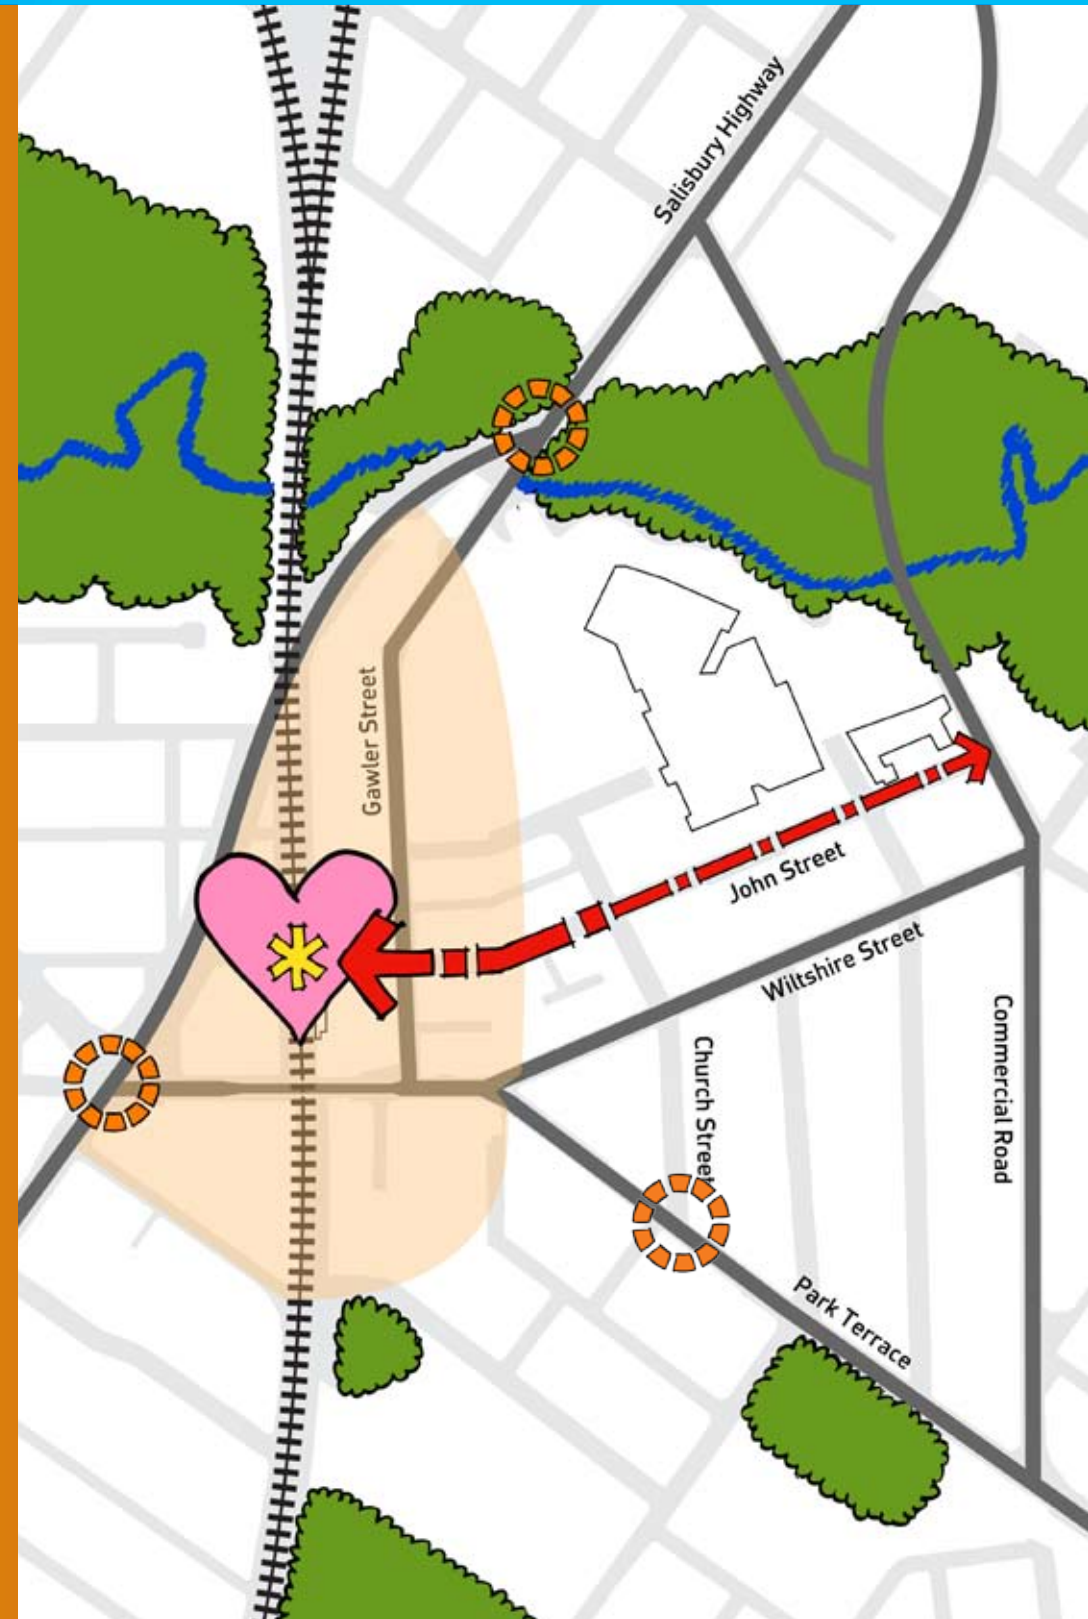 Salisbury Highway
Gawler Street
John Street
Wiltshire Street
Church Street
Commercial Road
Park Terrace